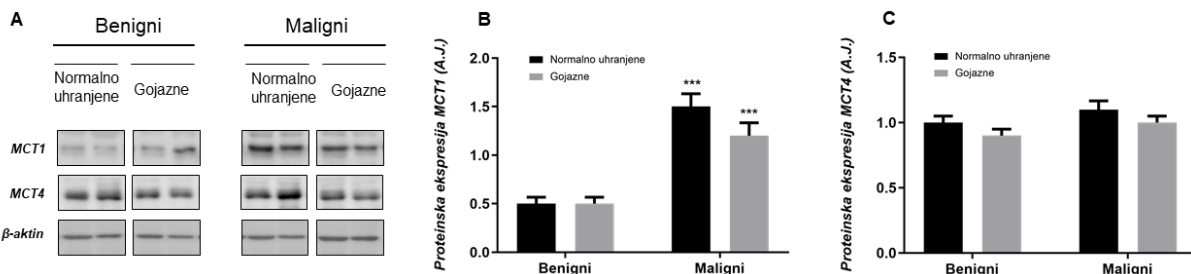 A
Benigni
Maligni
Normalno
uhranjene
Gojazne
Normalno
uhranjene
Gojazne
MCT1
MCT4
β-aktin
B
Proteinska ekspresija MCT1 (A.J.)
2.0
1.5
1.0
0.5
0.0
Normalno uhranjene
Gojazne
***
***
Benigni
Maligni
C
Proteinska ekspresija MCT4 (A.J.)
1.5
1.0
0.5
0.0
Normalno uhranjene
Gojazne
Benigni
Maligni